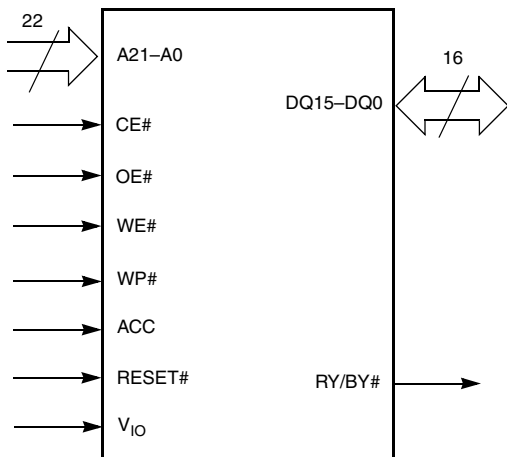 22
A21–A0
16
DQ15–DQ0
CE#
OE#
WE#
WP#
ACC
RESET#
RY/BY#
VIO